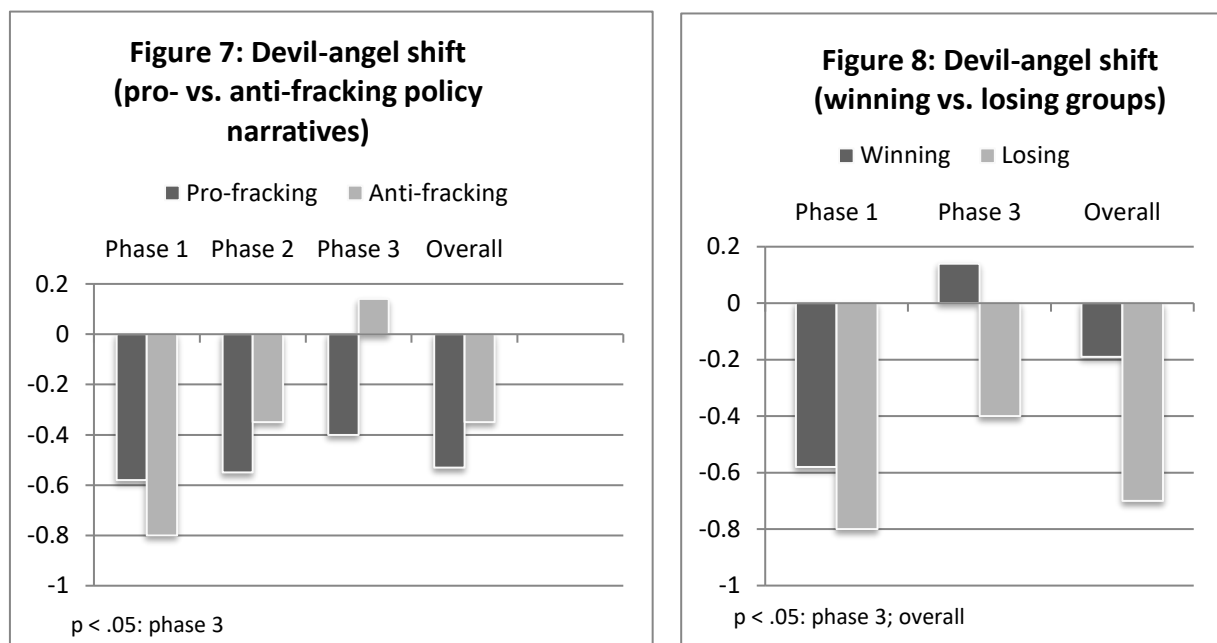 Figure 7: Devil-angel shift
(pro- vs. anti-fracking policy
narratives)
Pro-fracking Anti-fracking
Phase 1 Phase 2 Phase 3 Overall
0.2
0
-0.2
-0.4
-0.6
-0.8
-1
p < .05: phase 3
Figure 8: Devil-angel shift
(winning vs. losing groups)
Winning Losing
Phase 1 Phase 3 Overall
0.2
0
-0.2
-0.4
-0.6
-0.8
-1
p < .05: phase 3; overall